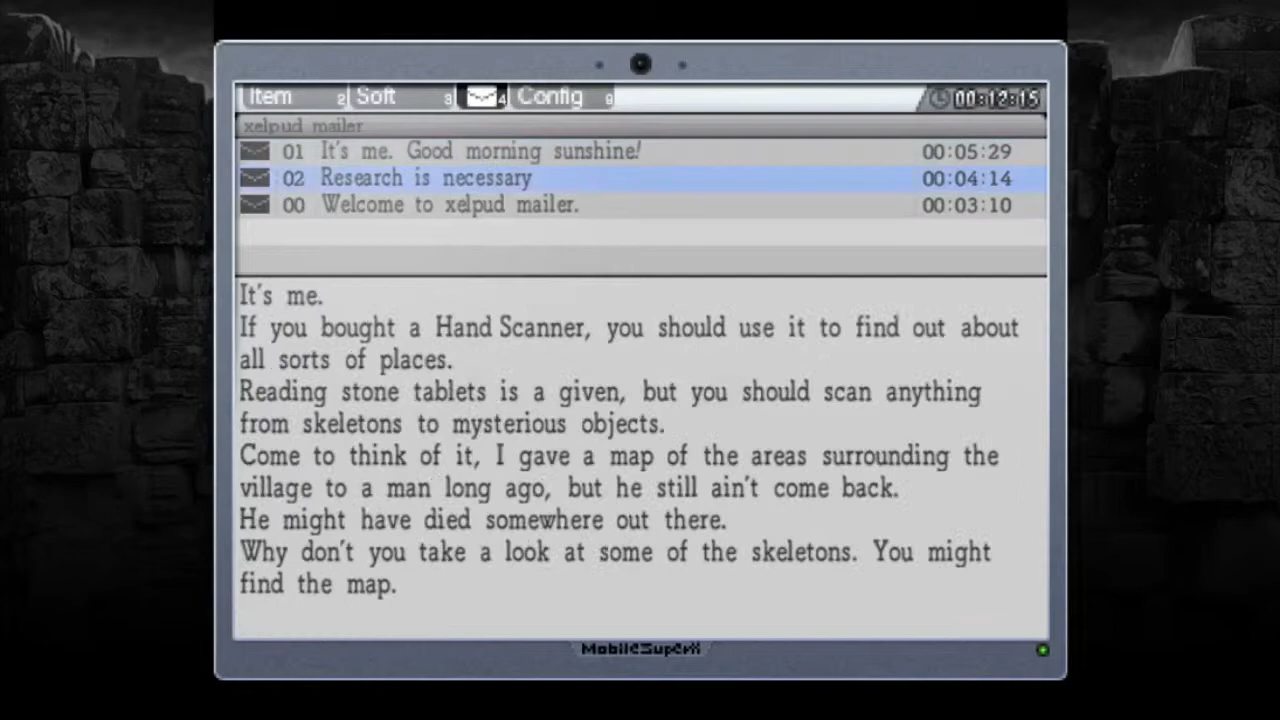 Item 2 Soft 3 4 Config 8 00:12:15
xelpud mailer
01 It's me. Good morning sunshine! 00:05:29
02 Research is necessary 00:04:14
00 Welcome to xelpud mailer. 00:03:10
It's me.
If you bought a Hand Scanner, you should use it to find out about
all sorts of places.
Reading stone tablets is a given, but you should scan anything
from skeletons to mysterious objects.
Come to think of it, I gave a map of the areas surrounding the
village to a man long ago, but he still ain't come back.
He might have died somewhere out there.
Why don't you take a look at some of the skeletons. You might
find the map.
MobileSuperX